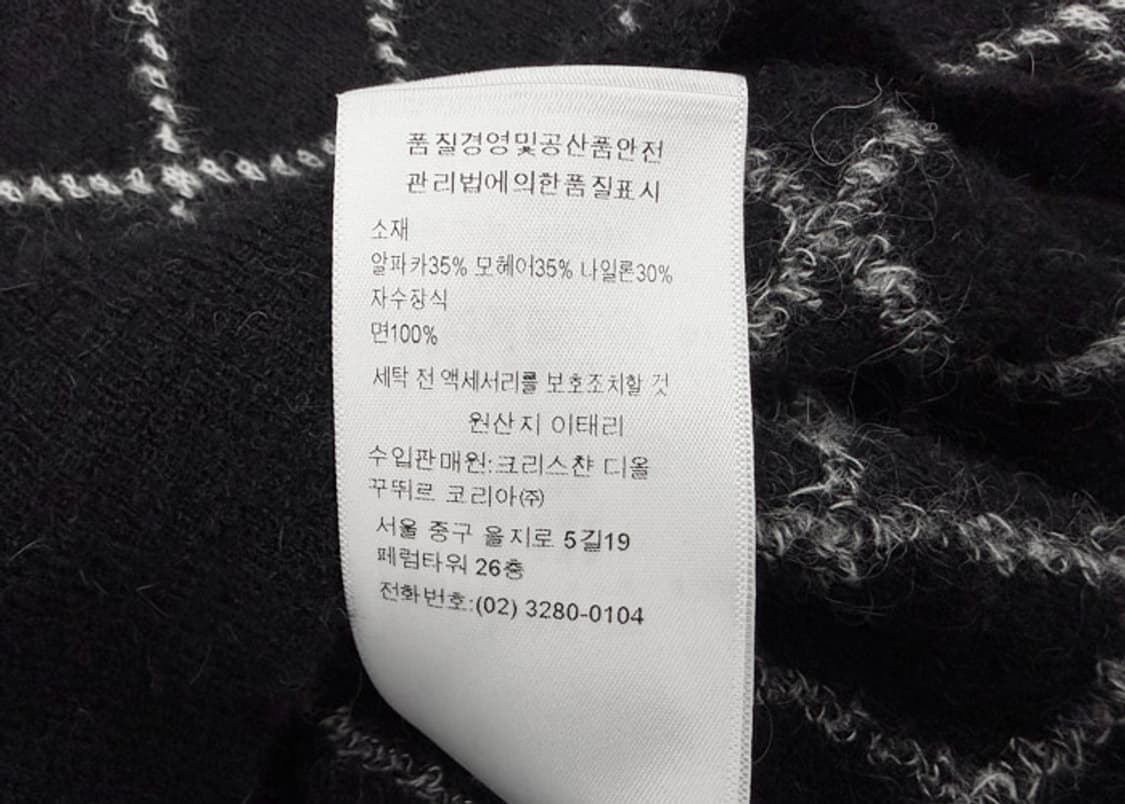 품질경영및공산품안전
관리법에의한품질표시
소재
알파카35% 모헤어35% 나일론30%
자수장식
면100%
세탁 전 액세서리를 보호조치할 것
원산지 이태리
수입판매원:크리스챤 디올
꾸뛰르 코리아㈜
서울 중구 을지로 5길19
페럼타워 26층
전화번호:(02) 3280-0104